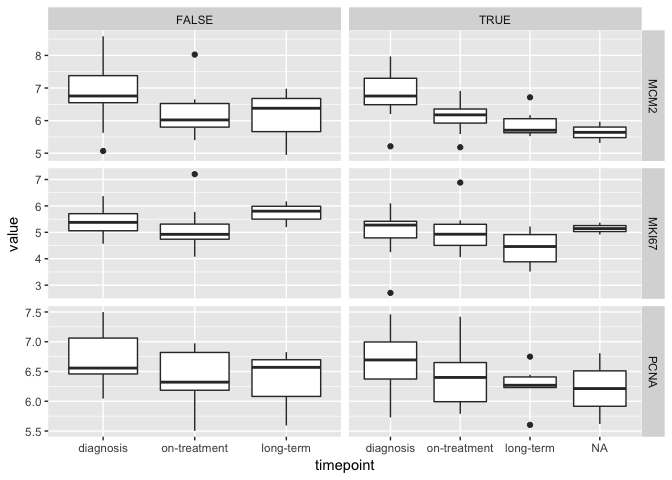 FALSE TRUE
8
7
6
5
MCM2
7
6
5
4
3
MKI67
7.5
7.0
6.5
6.0
5.5
PCNA
value
diagnosis on-treatment long-term diagnosis on-treatment long-term NA
timepoint